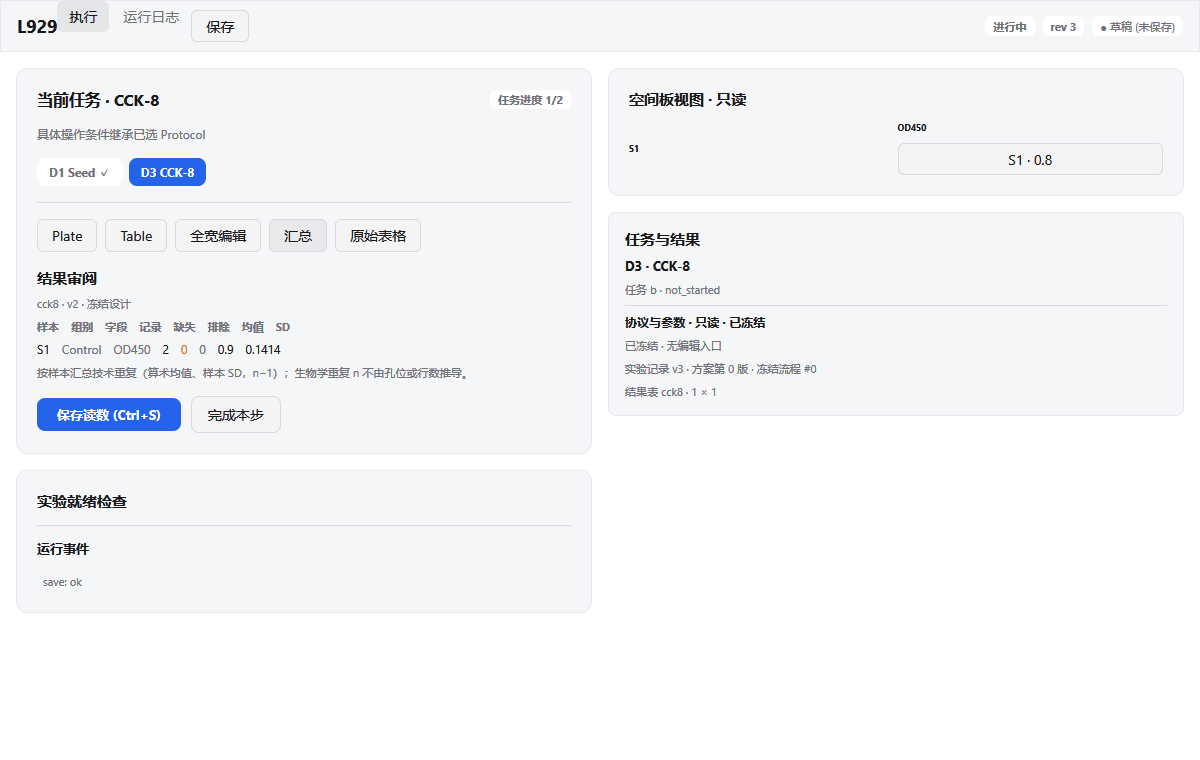 L929 执行 运行日志 保存 进行中 rev 3 ● 草稿 (未保存)
当前任务 · CCK-8 任务进度 1/2
具体操作条件继承已选 Protocol
D1 Seed ✓ D3 CCK-8
Plate Table 全宽编辑 汇总 原始表格
结果审阅
cck8 · v2 · 冻结设计
样本 组别 字段 记录 缺失 排除 均值 SD
S1 Control OD450 2 0 0 0.9 0.1414
按样本汇总技术重复（算术均值、样本 SD，n−1）；生物学重复 n 不由孔位或行数推导。
保存读数 (Ctrl+S) 完成本步
实验就绪检查
运行事件
save: ok
空间板视图 · 只读
OD450
S1
S1 · 0.8
任务与结果
D3 · CCK-8
任务 b · not_started
协议与参数 · 只读 · 已冻结
已冻结 · 无编辑入口
实验记录 v3 · 方案第 0 版 · 冻结流程 #0
结果表 cck8 · 1 × 1